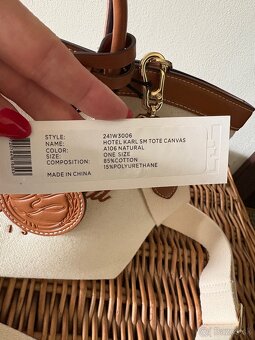 STYLE: 241W3006
NAME: HOTEL KARL SM TOTE CANVAS
COLOR: A106 NATURAL
SIZE: ONE SIZE
85%COTTON
15%POLYURETHANE
MADE IN CHINA